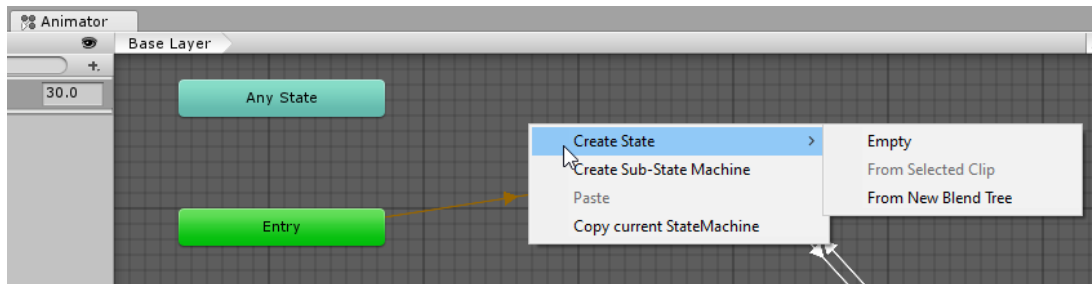 Animator
Base Layer
30.0
Any State
Entry
Create State
Create Sub-State Machine
Paste
Copy current StateMachine
Empty
From Selected Clip
From New Blend Tree